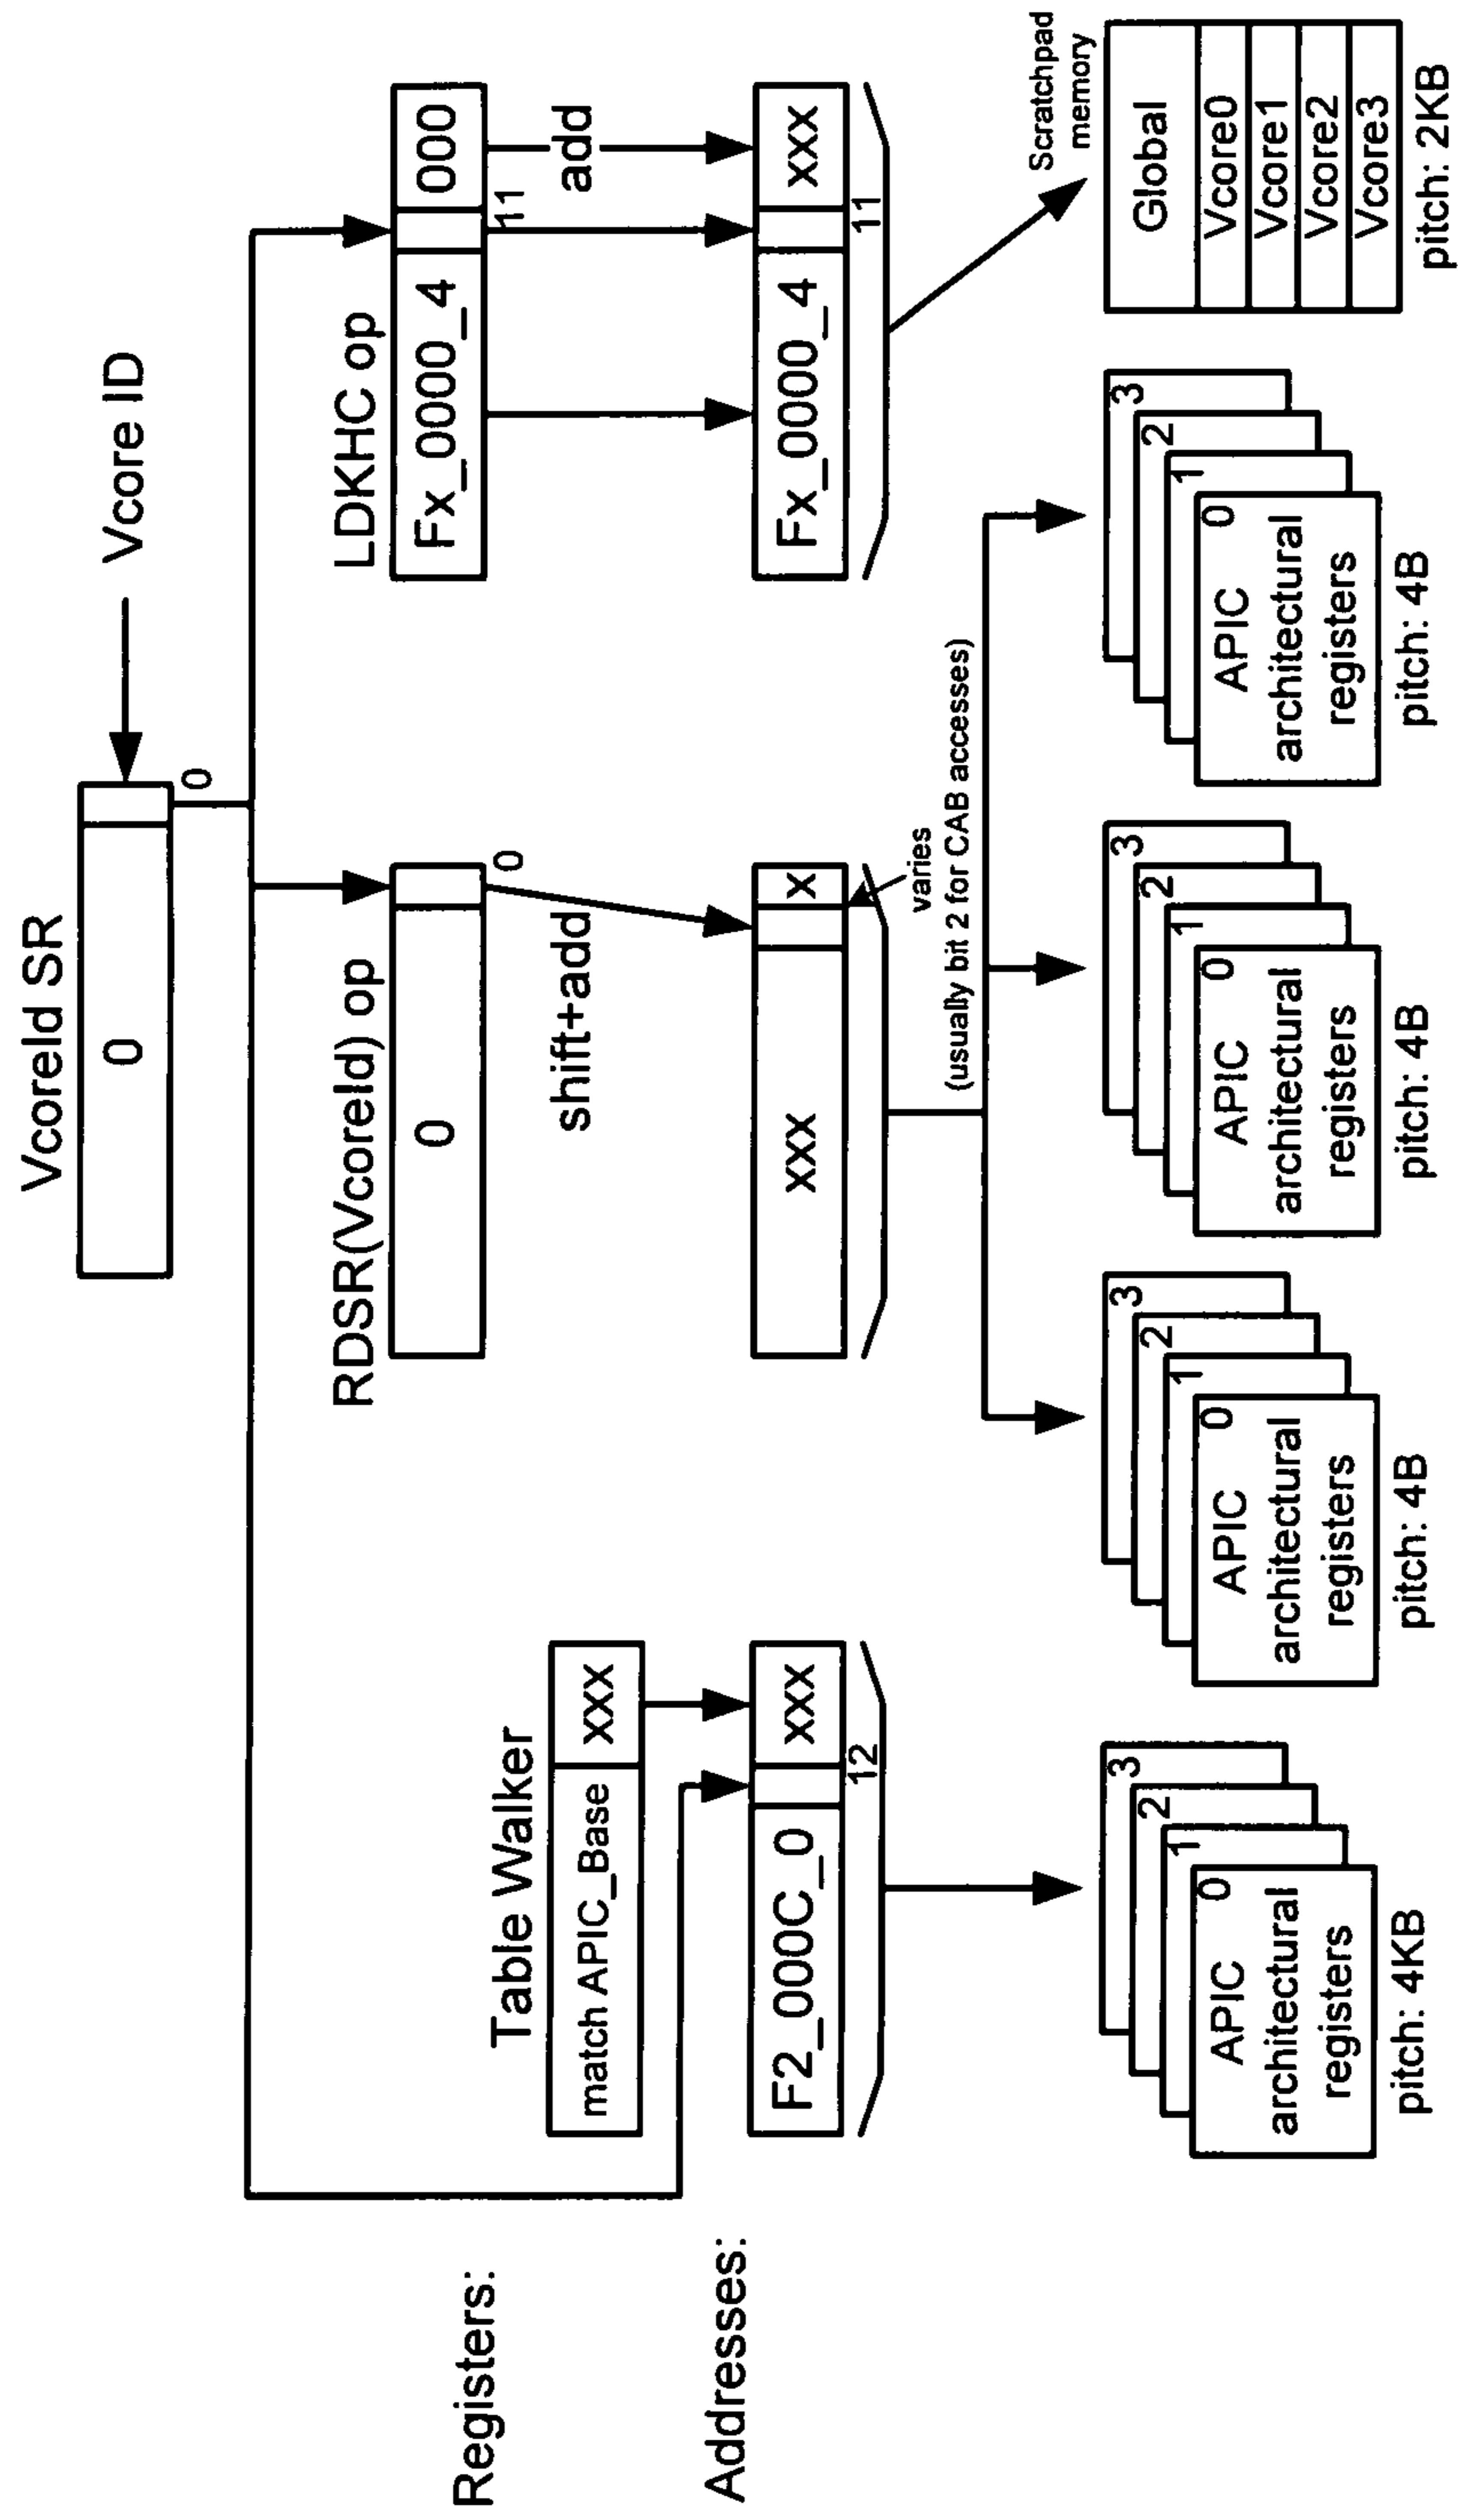 VcoreId SR
Vcore ID
0
0
RDSR(VcoreId) op
LDKHC op
0
0
Fx_0000_4
000
11
Registers:
Table Walker
match APIC_Base
xxx
shift+add
add
Addresses:
F2_000C_0
xxx
12
xxx
x
Fx_0000_4
xxx
11
varies
(usually bit 2 for CAB accesses)
Scratchpad
memory
3
2
1
0
APIC
architectural
registers
pitch: 4KB
3
2
1
0
APIC
architectural
registers
pitch: 4B
3
2
1
0
APIC
architectural
registers
pitch: 4B
3
2
1
0
APIC
architectural
registers
pitch: 4B
Global
Vcore0
Vcore1
Vcore2
Vcore3
pitch: 2KB